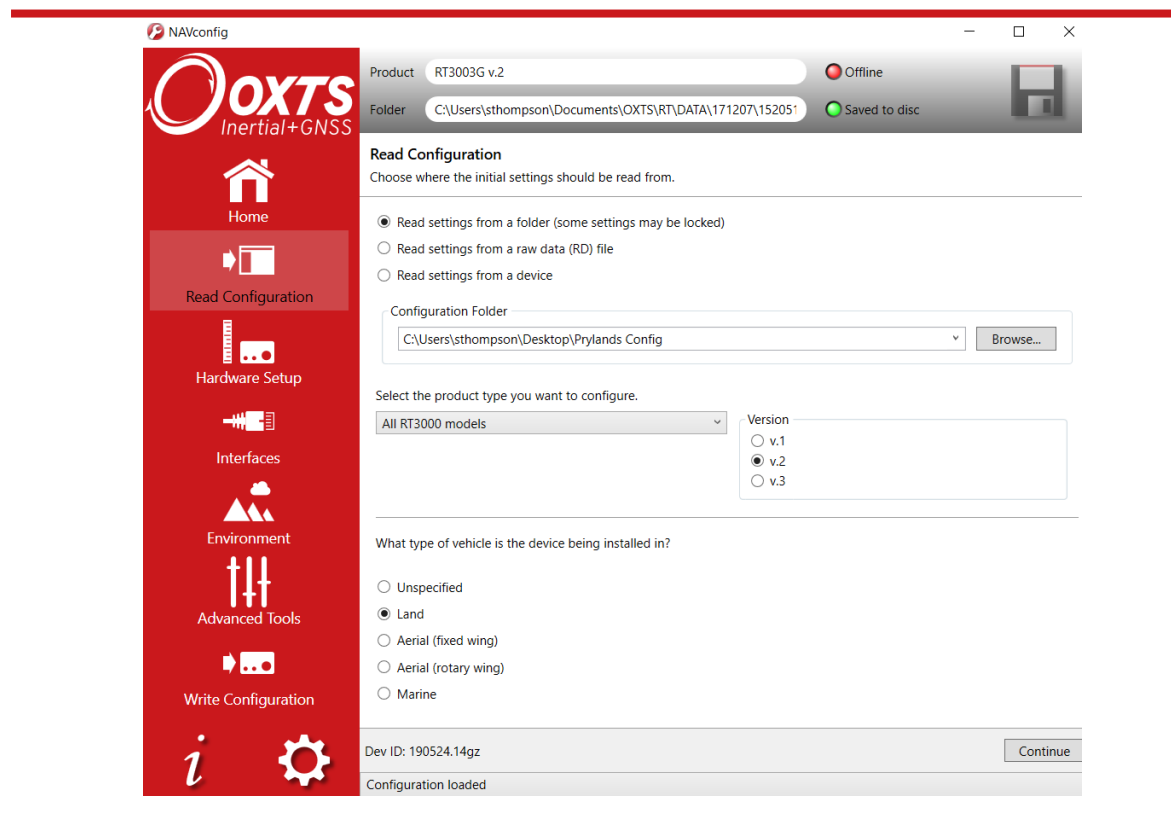 NAVconfig
OXTS
Inertial+GNSS
Product RT3003G v.2 Offline
Folder C:\Users\sthompson\Documents\OXTS\RT\DATA\171207\152051 Saved to disc
Home
Read Configuration
Hardware Setup
Interfaces
Environment
Advanced Tools
Write Configuration
i
Read Configuration
Choose where the initial settings should be read from.
Read settings from a folder (some settings may be locked)
Read settings from a raw data (RD) file
Read settings from a device
Configuration Folder
C:\Users\sthompson\Desktop\Prylands Config Browse...
Select the product type you want to configure.
All RT3000 models
Version
v.1
v.2
v.3
What type of vehicle is the device being installed in?
Unspecified
Land
Aerial (fixed wing)
Aerial (rotary wing)
Marine
Dev ID: 190524.14gz Continue
Configuration loaded